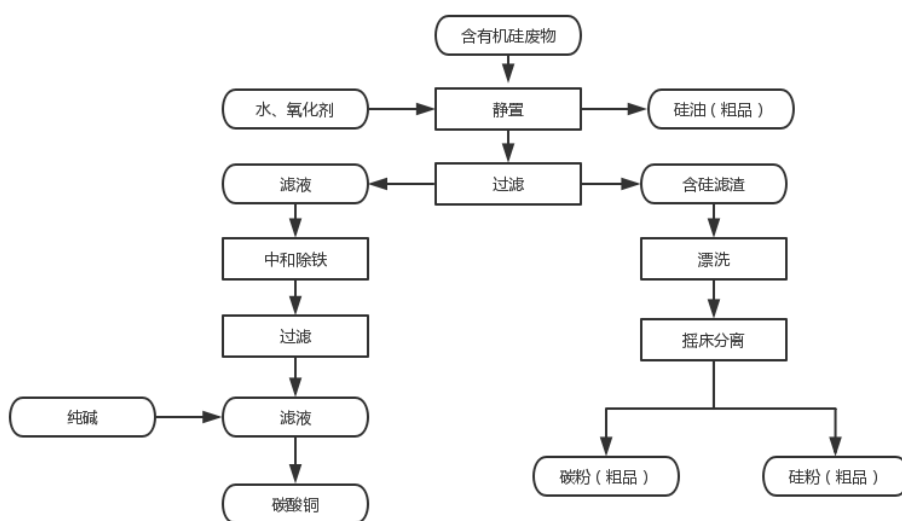 含有机硅废物
水、氧化剂
静置
硅油（粗品）
滤液
过滤
含硅滤渣
中和除铁
漂洗
过滤
摇床分离
纯碱
滤液
碳粉（粗品）
硅粉（粗品）
碳酸铜